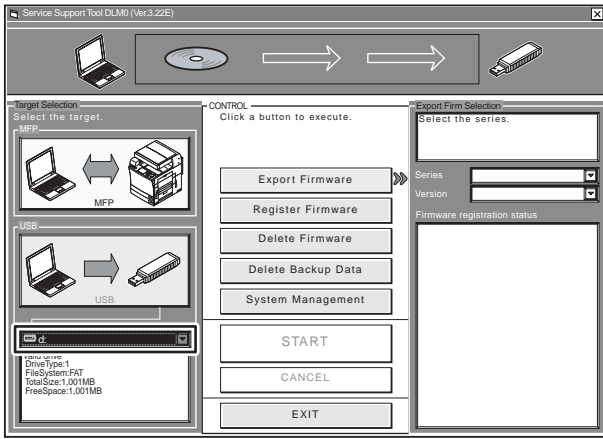 Service Support Tool DLM0 (Ver.3.22E)
Target Selection
Select the target.
MFP
MFP
USB
USB
d:
valid drive
DriveType:1
FileSystem:FAT
TotalSize:1,001MB
FreeSpace:1,001MB
CONTROL
Click a button to execute.
Export Firmware
Register Firmware
Delete Firmware
Delete Backup Data
System Management
START
CANCEL
EXIT
Export Firm Selection
Select the series.
Series
Version
Firmware registration status